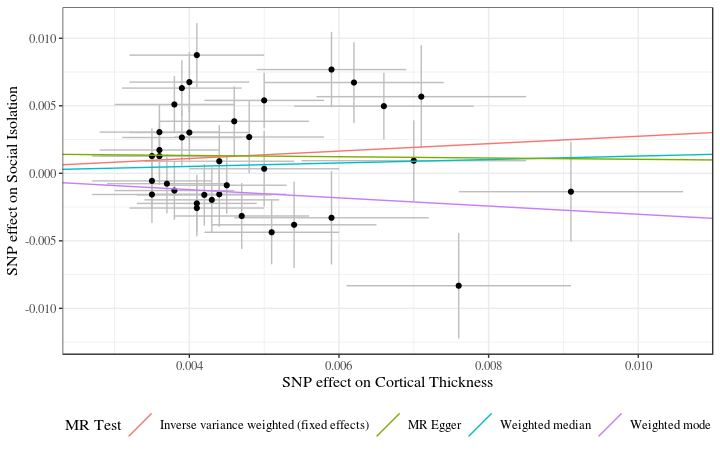 0.010
0.005
0.000
-0.005
-0.010
SNP effect on Social Isolation
0.004 0.006 0.008 0.010
SNP effect on Cortical Thickness
MR Test Inverse variance weighted (fixed effects) MR Egger Weighted median Weighted mode